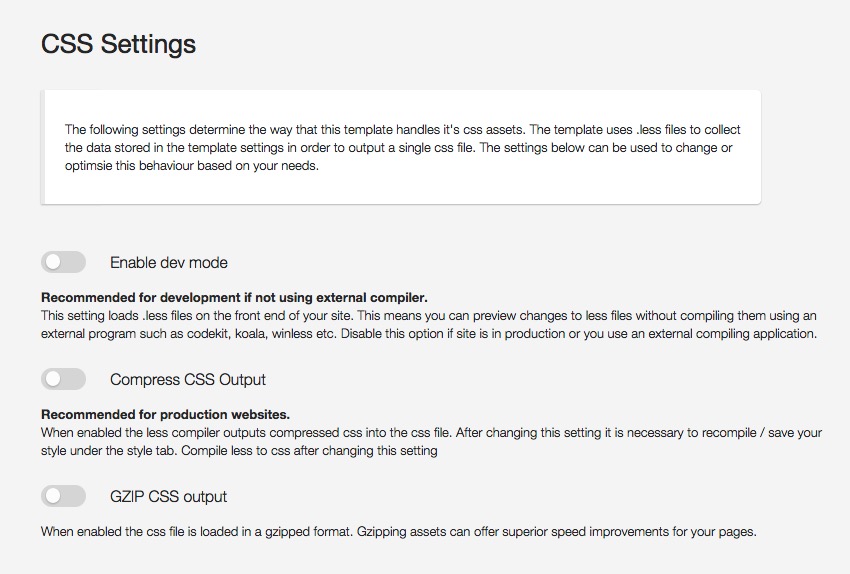 CSS Settings
The following settings determine the way that this template handles it's css assets. The template uses .less files to collect
the data stored in the template settings in order to output a single css file. The settings below can be used to change or
optimsie this behaviour based on your needs.
Enable dev mode
Recommended for development if not using external compiler.
This setting loads .less files on the front end of your site. This means you can preview changes to less files without compiling them using an
external program such as codekit, koala, winless etc. Disable this option if site is in production or you use an external compiling application.
Compress CSS Output
Recommended for production websites.
When enabled the less compiler outputs compressed css into the css file. After changing this setting it is necessary to recompile / save your
style under the style tab. Compile less to css after changing this setting
GZIP CSS output
When enabled the css file is loaded in a gzipped format. Gzipping assets can offer superior speed improvements for your pages.